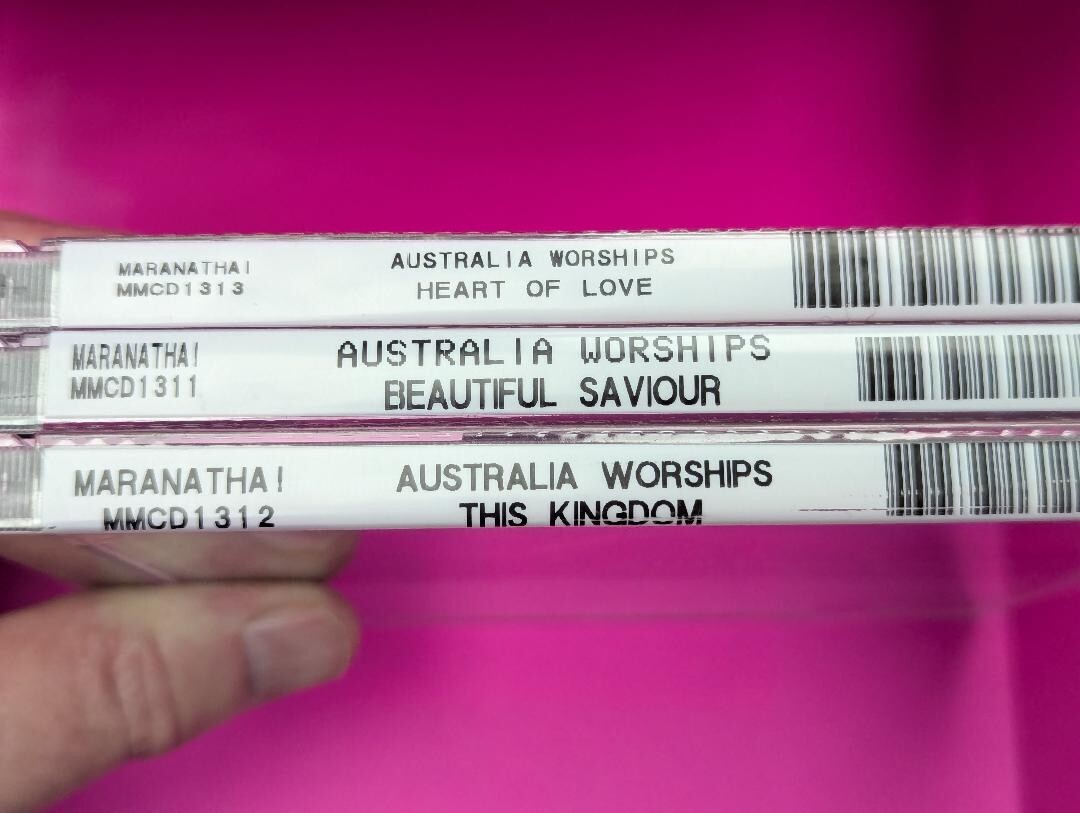 MARANATHA!
MMCD1313
AUSTRALIA WORSHIPS
HEART OF LOVE
MARANATHA!
MMCD1311
AUSTRALIA WORSHIPS
BEAUTIFUL SAVIOUR
MARANATHA!
MMCD1312
AUSTRALIA WORSHIPS
THIS KINGDOM